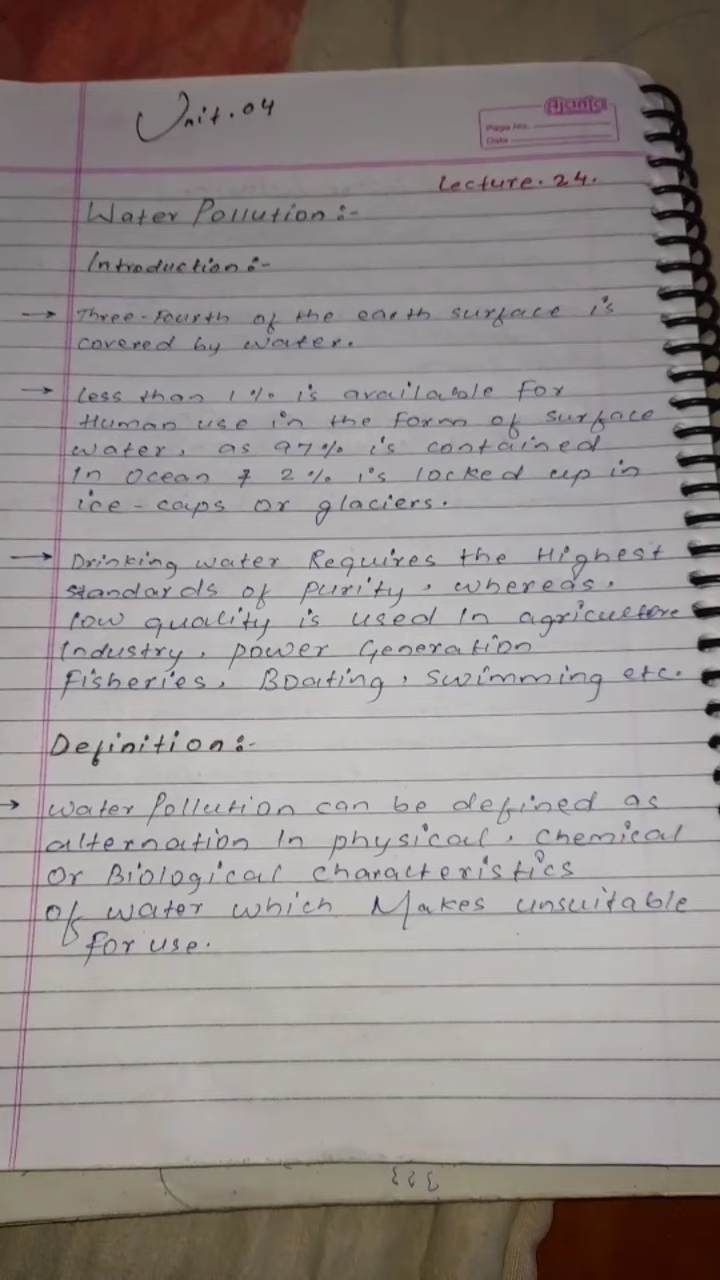 Unit.04
Ajanta
Page No.
Date
Lecture.24.
Water Pollution:-
Introduction:-
→ Three-fourth of the earth surface is
covered by water.
→ Less than 1% is available for
Human use in the form of surface
water, as 97% is contained
In Ocean & 2% is locked up in
ice-caps or glaciers.
→ Drinking water Requires the Highest
standards of purity, whereas,
low quality is used In agriculture
Industry, power Generation
Fisheries, Boating, swimming etc.
Definition:-
→ Water Pollution can be defined as
alternation In physical, chemical
Or Biological characteristics
Of water which Makes unsuitable
for use.